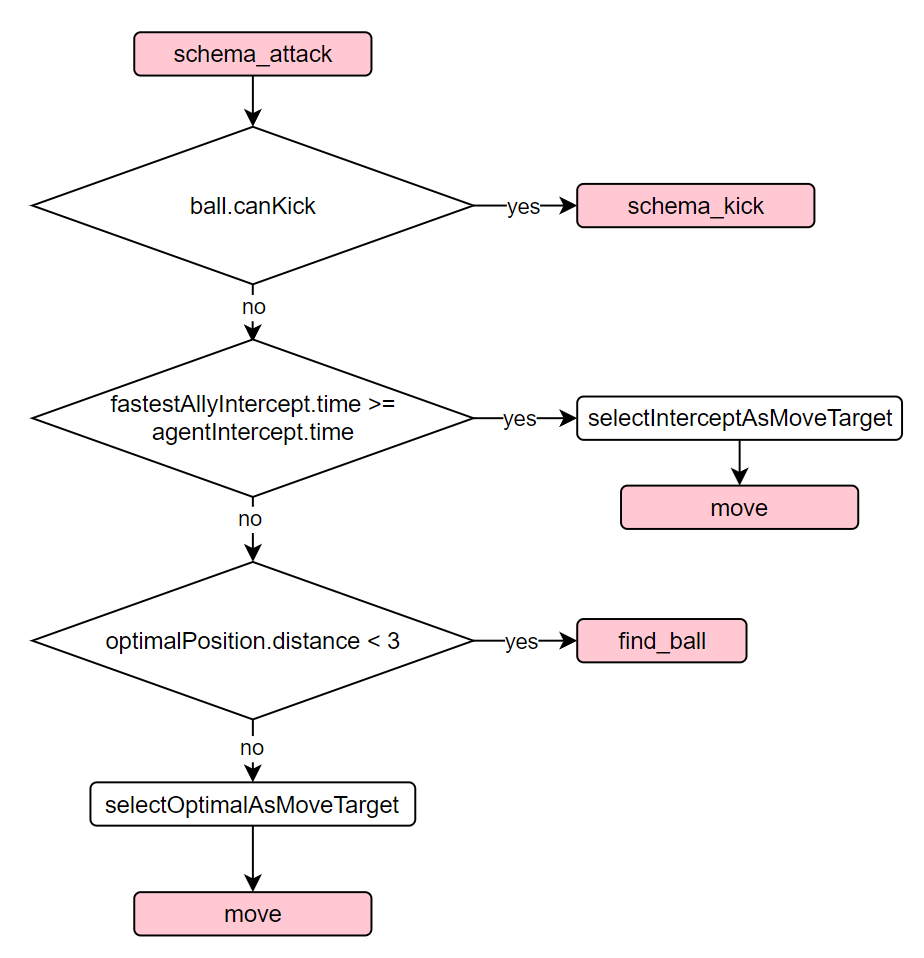 schema_attack
ball.canKick
yes
schema_kick
no
fastestAllyIntercept.time >=
agentIntercept.time
yes
selectInterceptAsMoveTarget
move
no
optimalPosition.distance < 3
yes
find_ball
no
selectOptimalAsMoveTarget
move